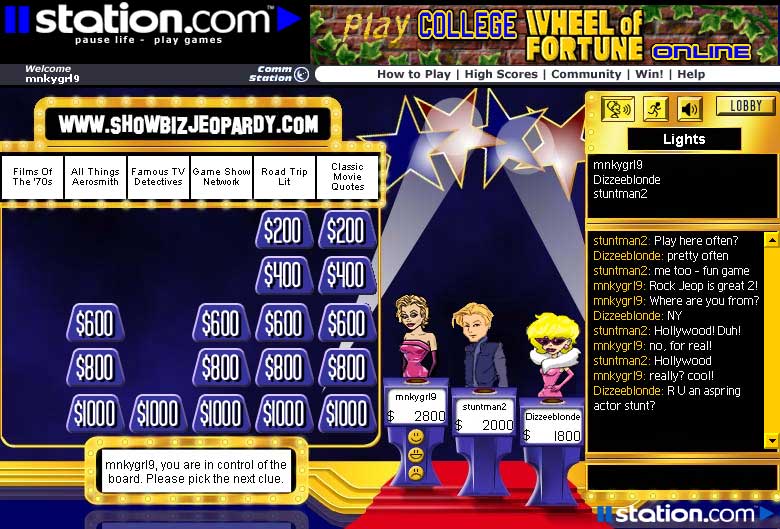 station.com
pause life - play games
play COLLEGE WHEEL of FORTUNE ONLINE
Welcome
mnkygrl9
Comm Station
How to Play | High Scores | Community | Win! | Help
WWW.SHOWBIZJEOPARDY.COM
Films Of The '70s
All Things Aerosmith
Famous TV Detectives
Game Show Network
Road Trip Lit
Classic Movie Quotes
$200 $200
$400 $400
$600 $600 $600 $600
$800 $800 $800 $800
$1000 $1000 $1000 $1000 $1000
mnkygrl9, you are in control of the
board. Please pick the next clue.
mnkygrl9
$ 2800
stuntman2
$ 2000
Dizzeeblonde
$ 1800
LOBBY
Lights
mnkygrl9
Dizzeeblonde
stuntman2
stuntman2: Play here often?
Dizzeeblonde: pretty often
stuntman2: me too - fun game
mnkygrl9: Rock Jeop is great 2!
mnkygrl9: Where are you from?
Dizzeeblonde: NY
stuntman2: Hollywood! Duh!
mnkygrl9: no, for real!
stuntman2: Hollywood
mnkygrl9: really? cool!
Dizzeeblonde: R U an aspring
actor stunt?
station.com